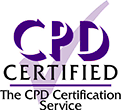 CPD
CERTIFIED
The CPD Certification
Service